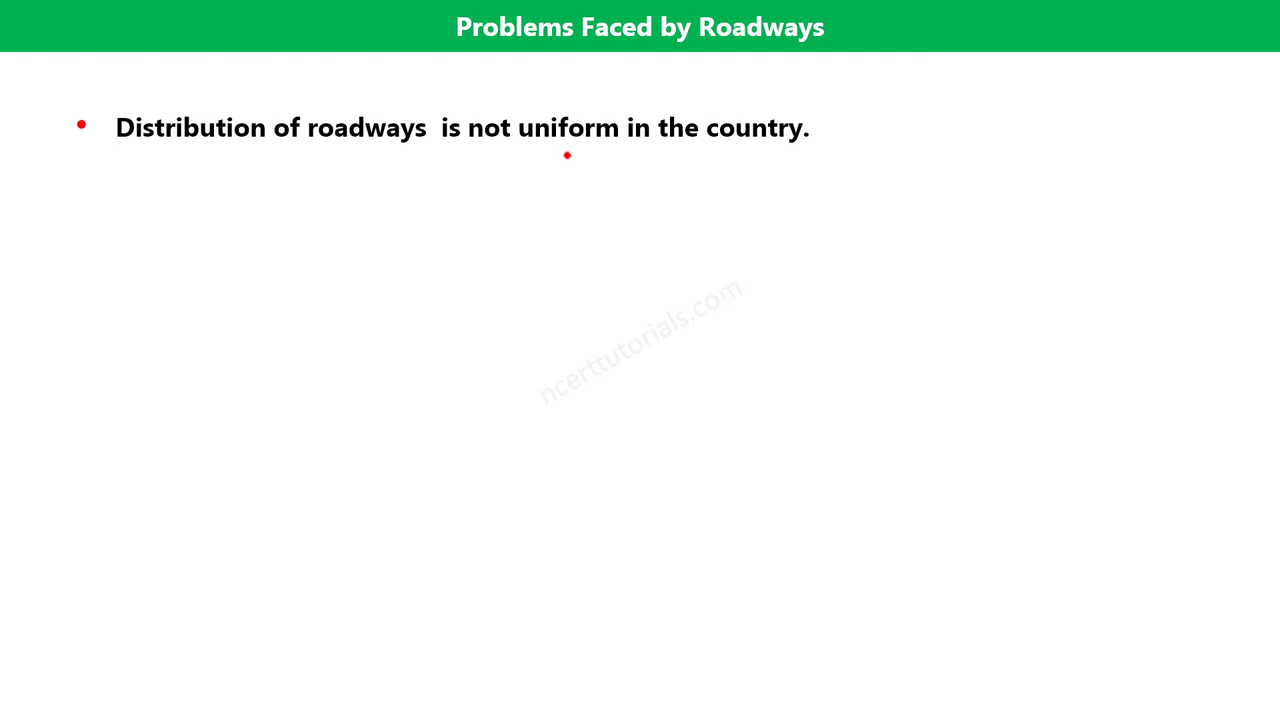 Problems Faced by Roadways
• Distribution of roadways  is not uniform in the country.
ncerttutorials.com